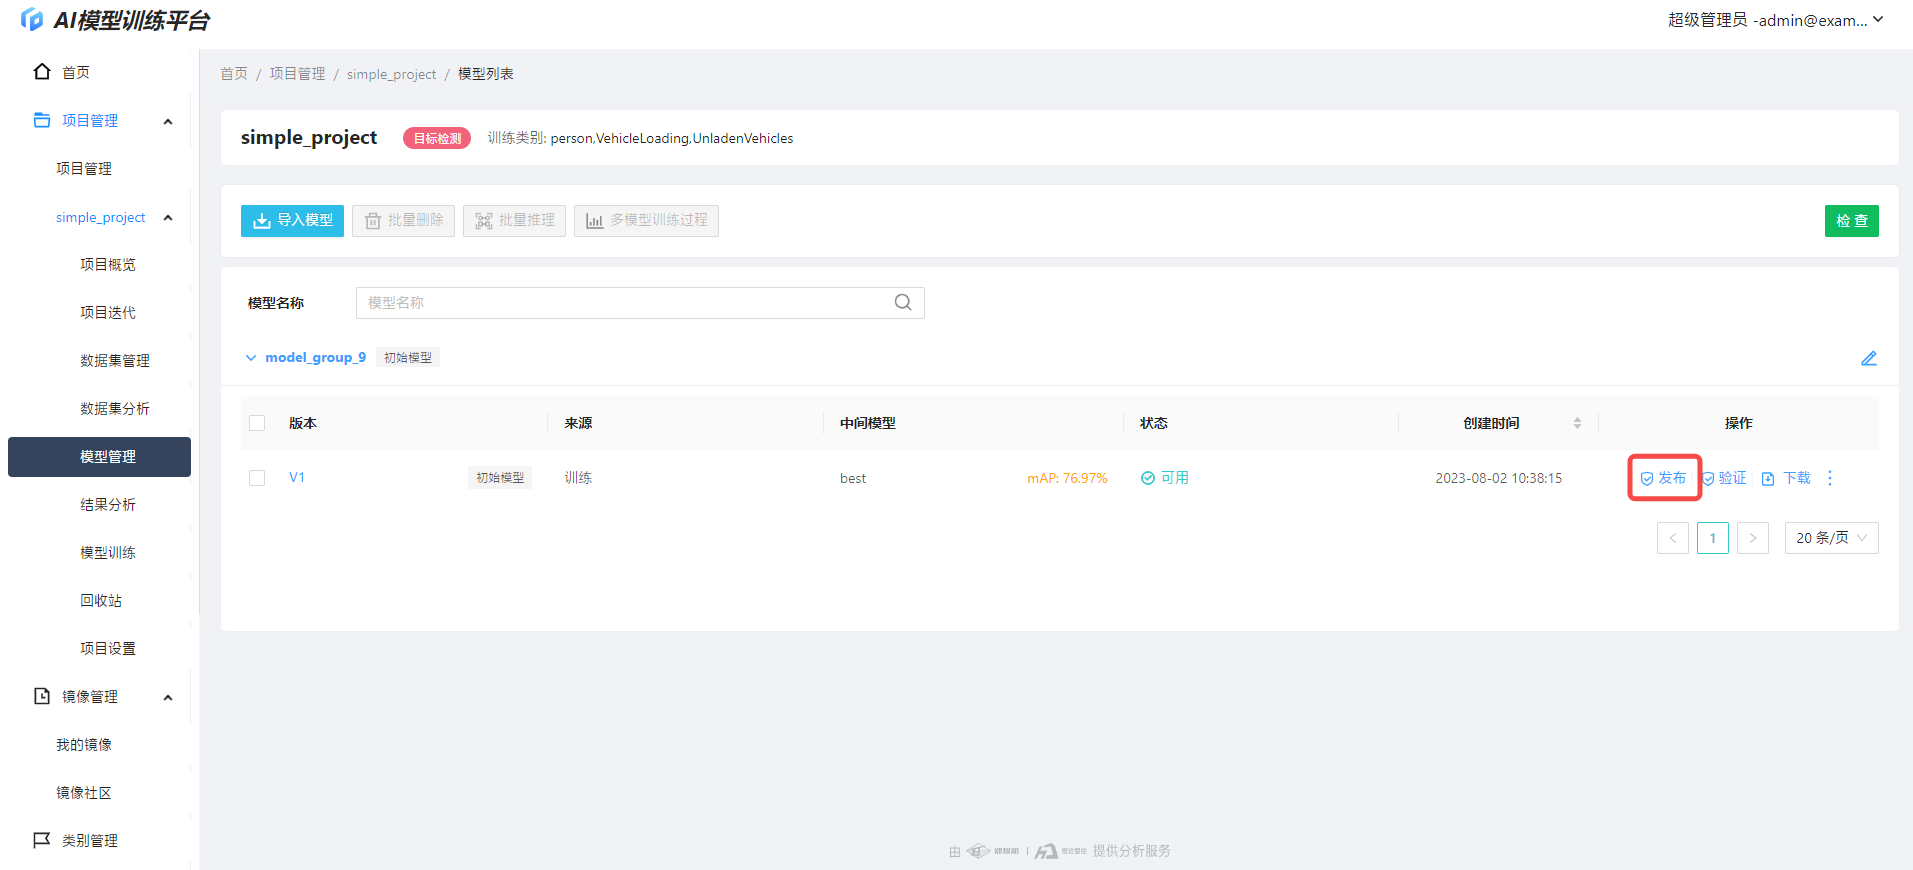 AI模型训练平台
超级管理员 -admin@exam...
首页
项目管理
项目管理
simple_project
项目概览
项目迭代
数据集管理
数据集分析
模型管理
结果分析
模型训练
回收站
项目设置
镜像管理
我的镜像
镜像社区
类别管理
首页 / 项目管理 / simple_project / 模型列表
simple_project 目标检测 训练类别: person,VehicleLoading,UnladenVehicles
导入模型 批量删除 批量推理 多模型训练过程 检 查
模型名称 模型名称
model_group_9 初始模型
版本 来源 中间模型 状态 创建时间 操作
V1 初始模型 训练 best mAP: 76.97% 可用 2023-08-02 10:38:15 发布 验证 下载
< 1 > 20 条/页
由 提供分析服务